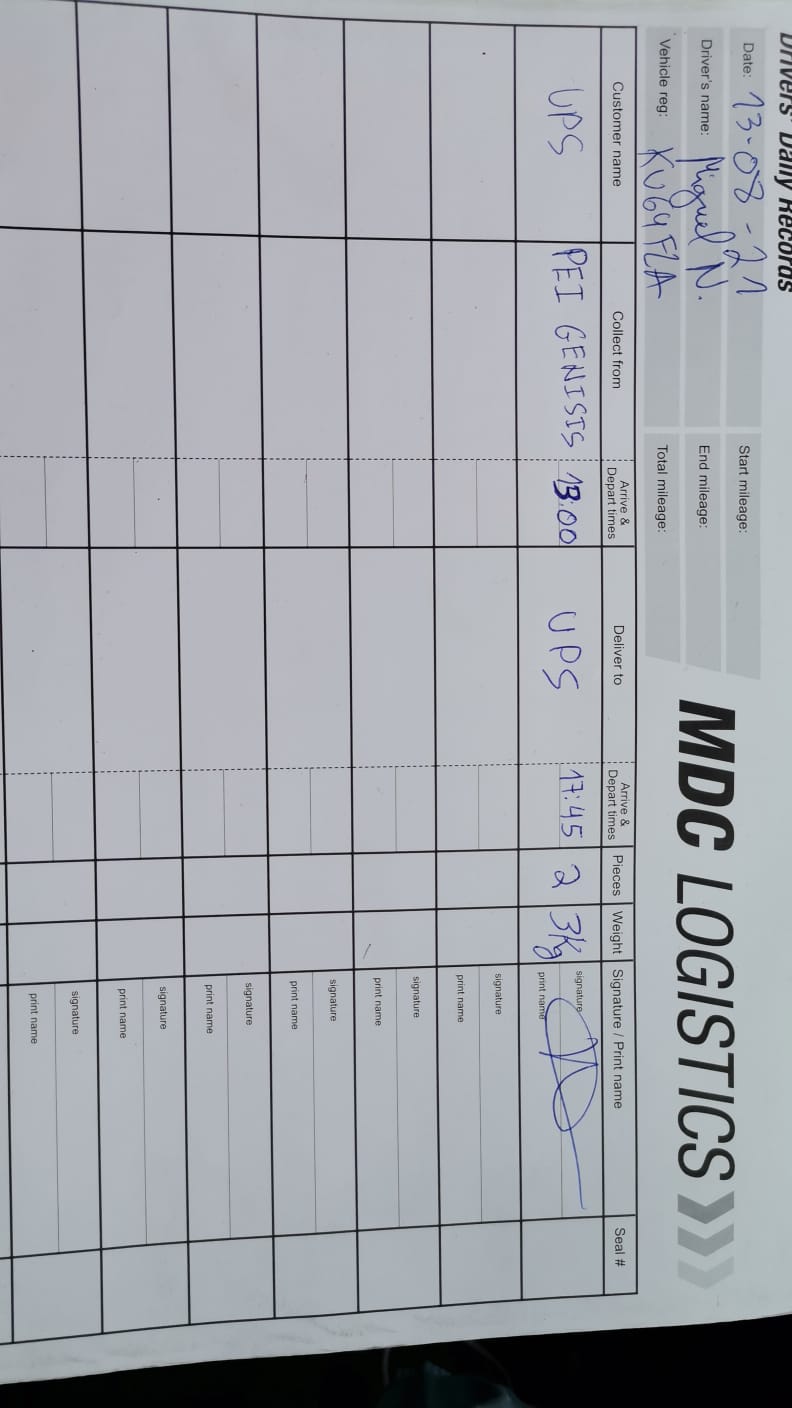 Drivers' Daily Records
Date: 13-08-21
Driver's name: Miguel N.
Vehicle reg: KV64FZA
Start mileage:
End mileage:
Total mileage:
MDC LOGISTICS
Customer name Collect from Arrive & Depart times Deliver to Arrive & Depart times Pieces Weight Signature / Print name Seal #
UPS PEI GENISIS 13:00 UPS 17:45 2 3Kg signature
print name
signature
print name
signature
print name
signature
print name
signature
print name
signature
print name
signature
print name